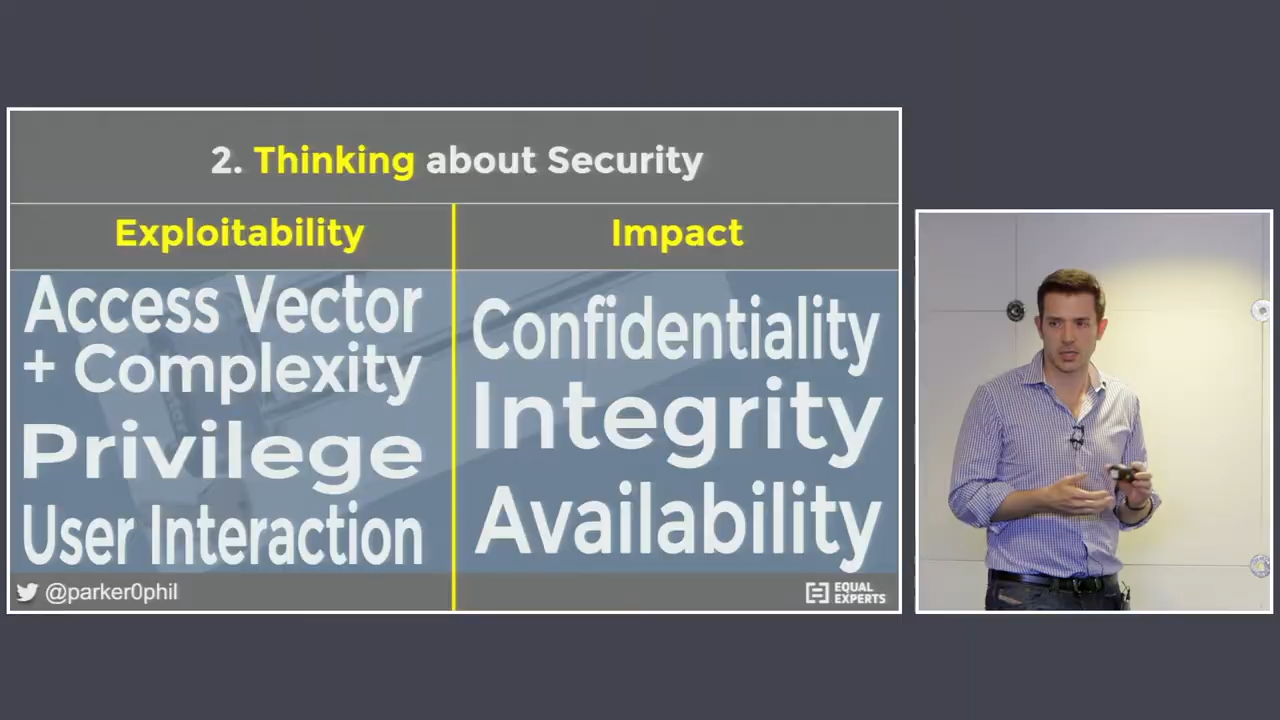 2. Thinking about Security
Exploitability
Access Vector
+ Complexity
Privilege
User Interaction
Impact
Confidentiality
Integrity
Availability
@parker0phil
EQUAL
EXPERTS